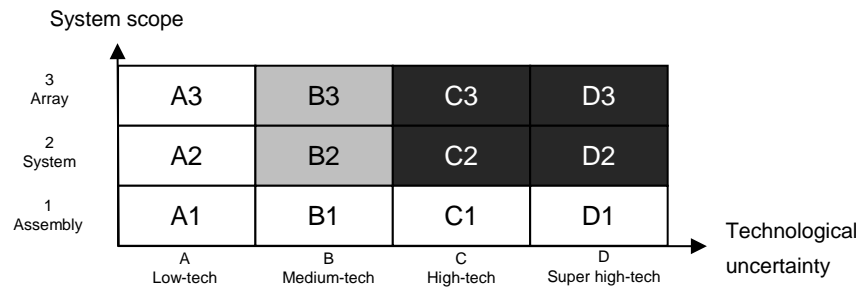 System scope
3
Array
A3 B3 C3 D3
2
System
A2 B2 C2 D2
1
Assembly
A1 B1 C1 D1
Technological
uncertainty
A B C D
Low-tech Medium-tech High-tech Super high-tech